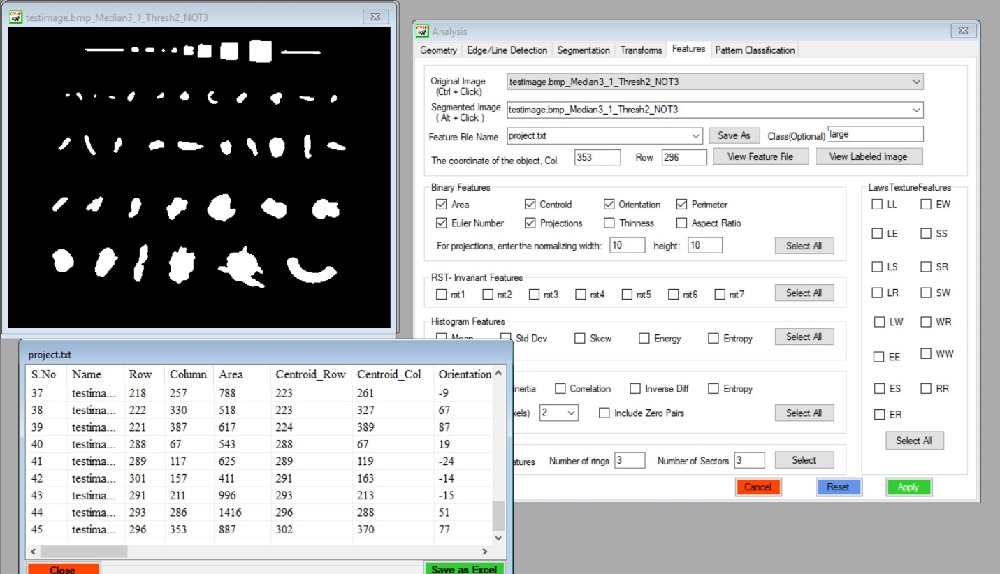 testimage.bmp_Median3_1_Thresh2_NOT3
CVIP Analysis
Geometry Edge/Line Detection Segmentation Transforms Features Pattern Classification
Original Image (Ctrl + Click) testimage.bmp_Median3_1_Thresh2_NOT3
Segmented Image ( Alt + Click ) testimage.bmp_Median3_1_Thresh2_NOT3
Feature File Name project.txt Save As Class(Optional) large
The coordinate of the object, Col 353 Row 296 View Feature File View Labeled Image
Binary Features
Area Centroid Orientation Perimeter
Euler Number Projections Thinness Aspect Ratio
For projections, enter the normalizing width: 10 height: 10 Select All
RST- Invariant Features
rst1 rst2 rst3 rst4 rst5 rst6 rst7 Select All
Histogram Features
Mean Std Dev Skew Energy Entropy Select All
Inertia Correlation Inverse Diff Entropy
2 Include Zero Pairs Select All
Number of rings 3 Number of Sectors 3 Select
Laws TextureFeatures
LL EW
LE SS
LS SR
LR SW
LW WR
EE WW
ES RR
ER
Select All
Cancel Reset Apply
project.txt
S.No Name Row Column Area Centroid_Row Centroid_Col Orientation
37 testima... 218 257 788 223 261 -9
38 testima... 222 330 518 223 327 67
39 testima... 221 387 617 224 389 87
40 testima... 288 67 543 288 67 19
41 testima... 289 117 625 289 119 -24
42 testima... 301 157 411 291 163 -14
43 testima... 291 211 996 293 213 -15
44 testima... 293 286 1416 296 288 51
45 testima... 296 353 887 302 370 77
Close Save as Excel